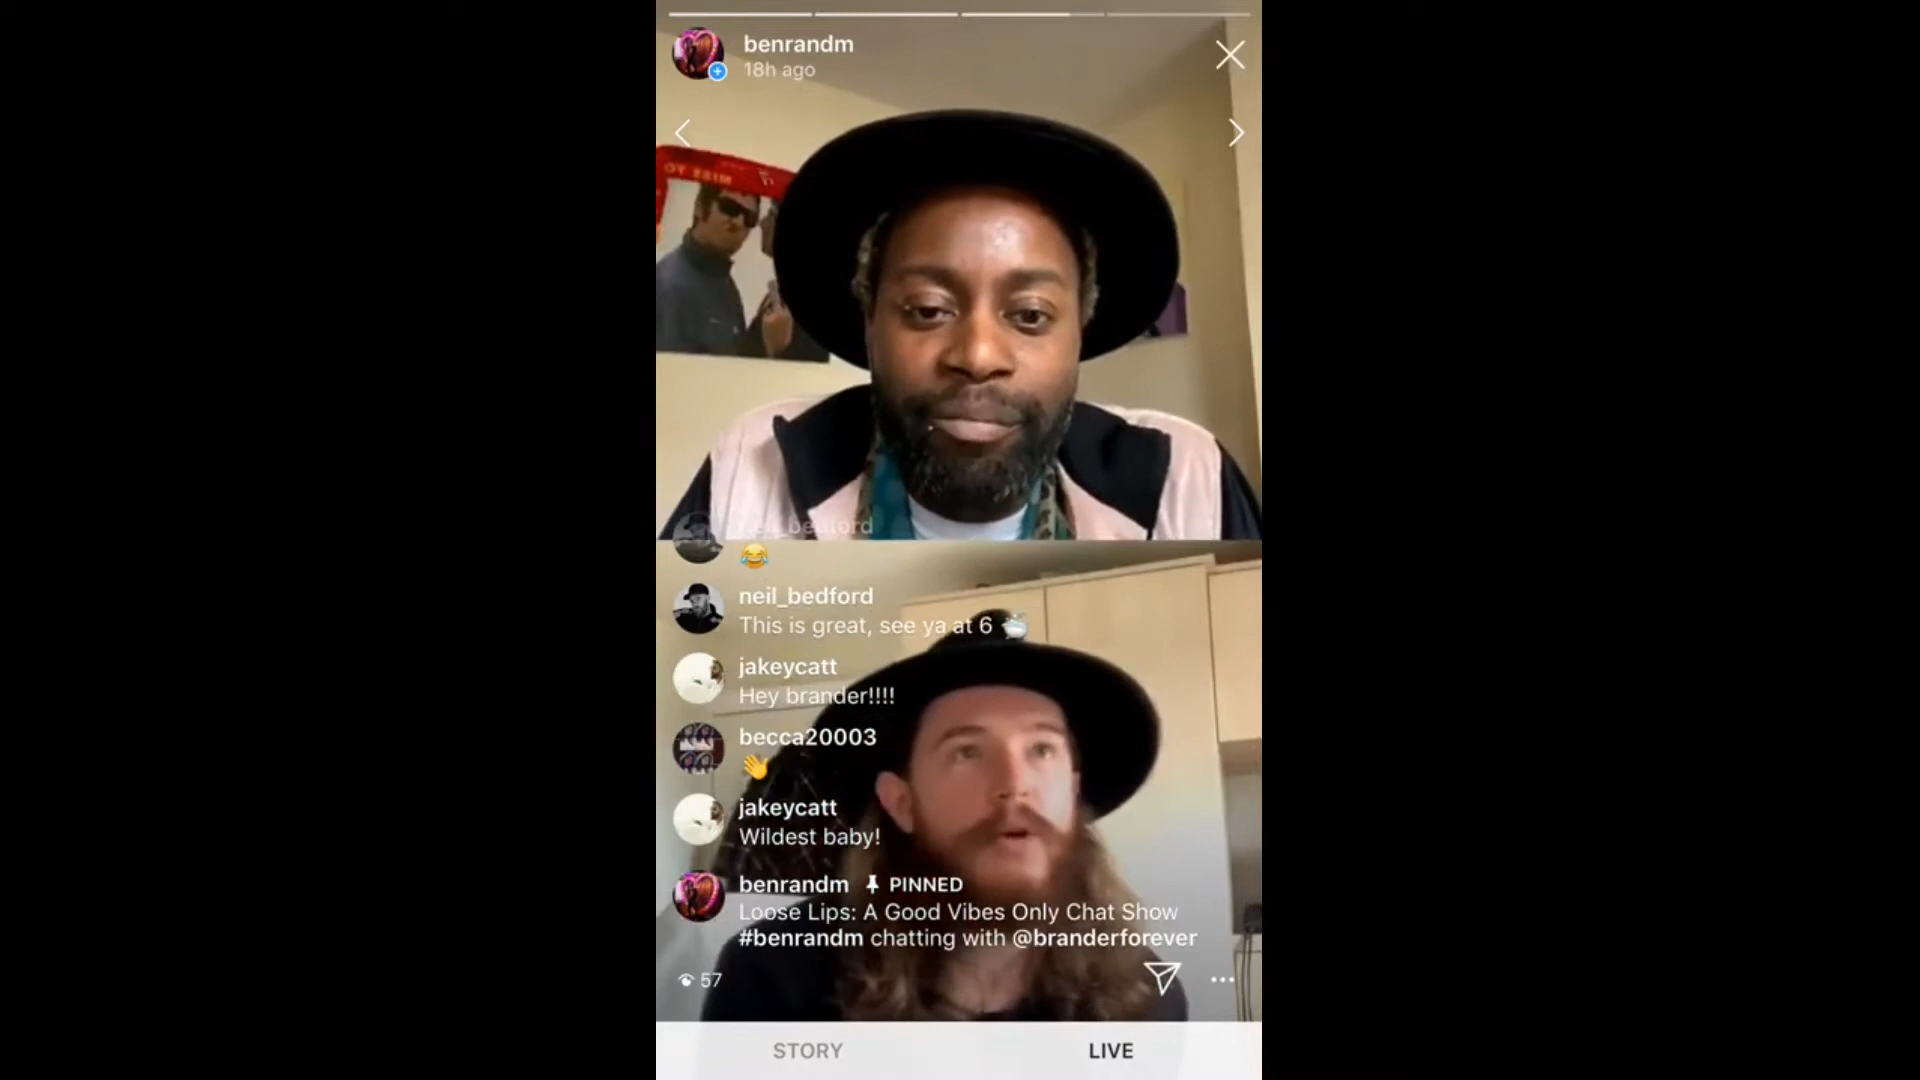 benrandm
18h ago
neil_bedford
😂
neil_bedford
This is great, see ya at 6 🛁
jakeycatt
Hey brander!!!!
becca20003
👋
jakeycatt
Wildest baby!
benrandm PINNED
Loose Lips: A Good Vibes Only Chat Show
#benrandm chatting with @branderforever
57
STORY
LIVE